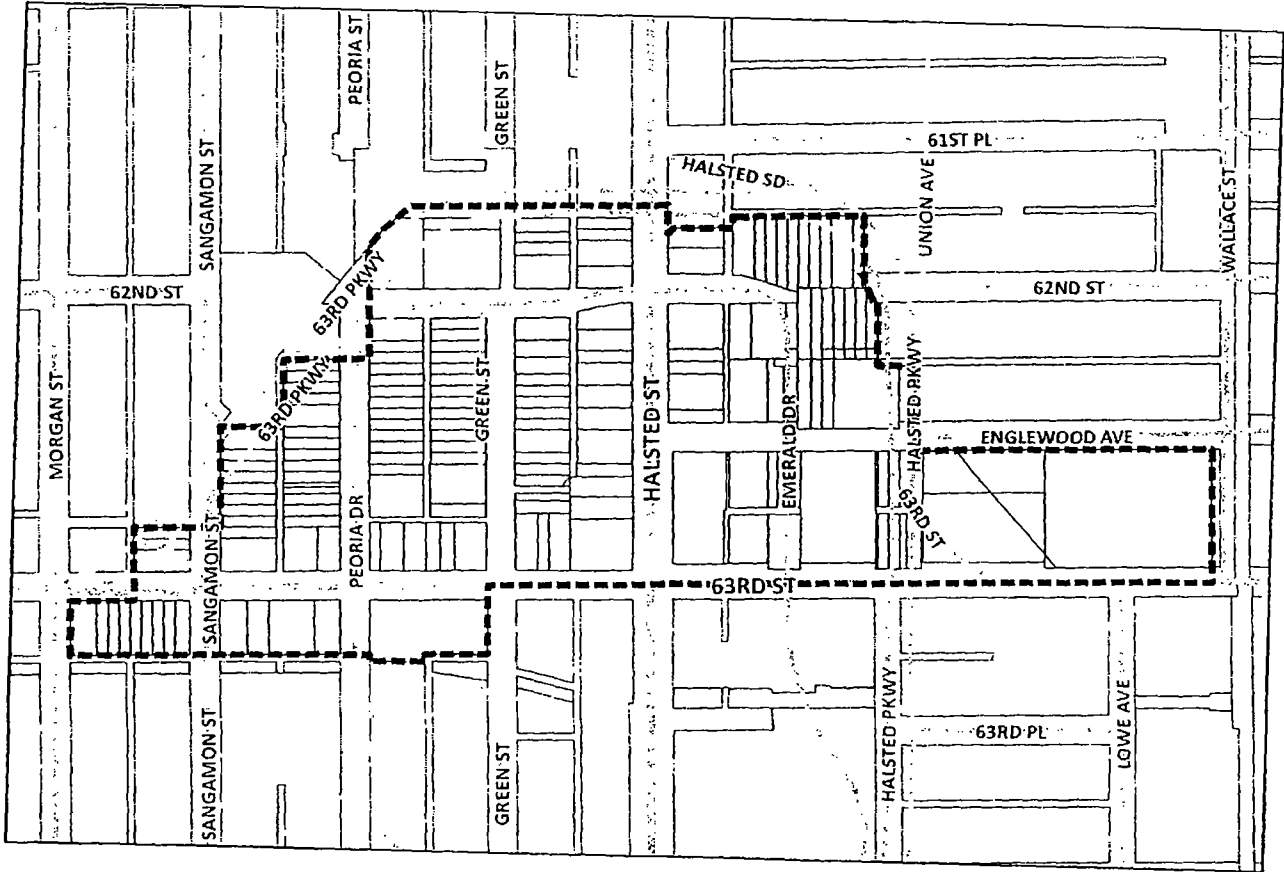 PEORIA ST
GREEN ST
SANGAMON ST
61ST PL
HALSTED SD
UNION AVE
WALLACE ST
62ND ST
63RD PKWY
62ND ST
MORGAN ST
63RD PKWY
GREEN ST
HALSTED ST
EMERALD DR
HALSTED PKWY
ENGLEWOOD AVE
SANGAMON ST
PEORIA DR
63RD ST
63RD ST
SANGAMON ST
GREEN ST
HALSTED PKWY
63RD PL
LOWE AVE